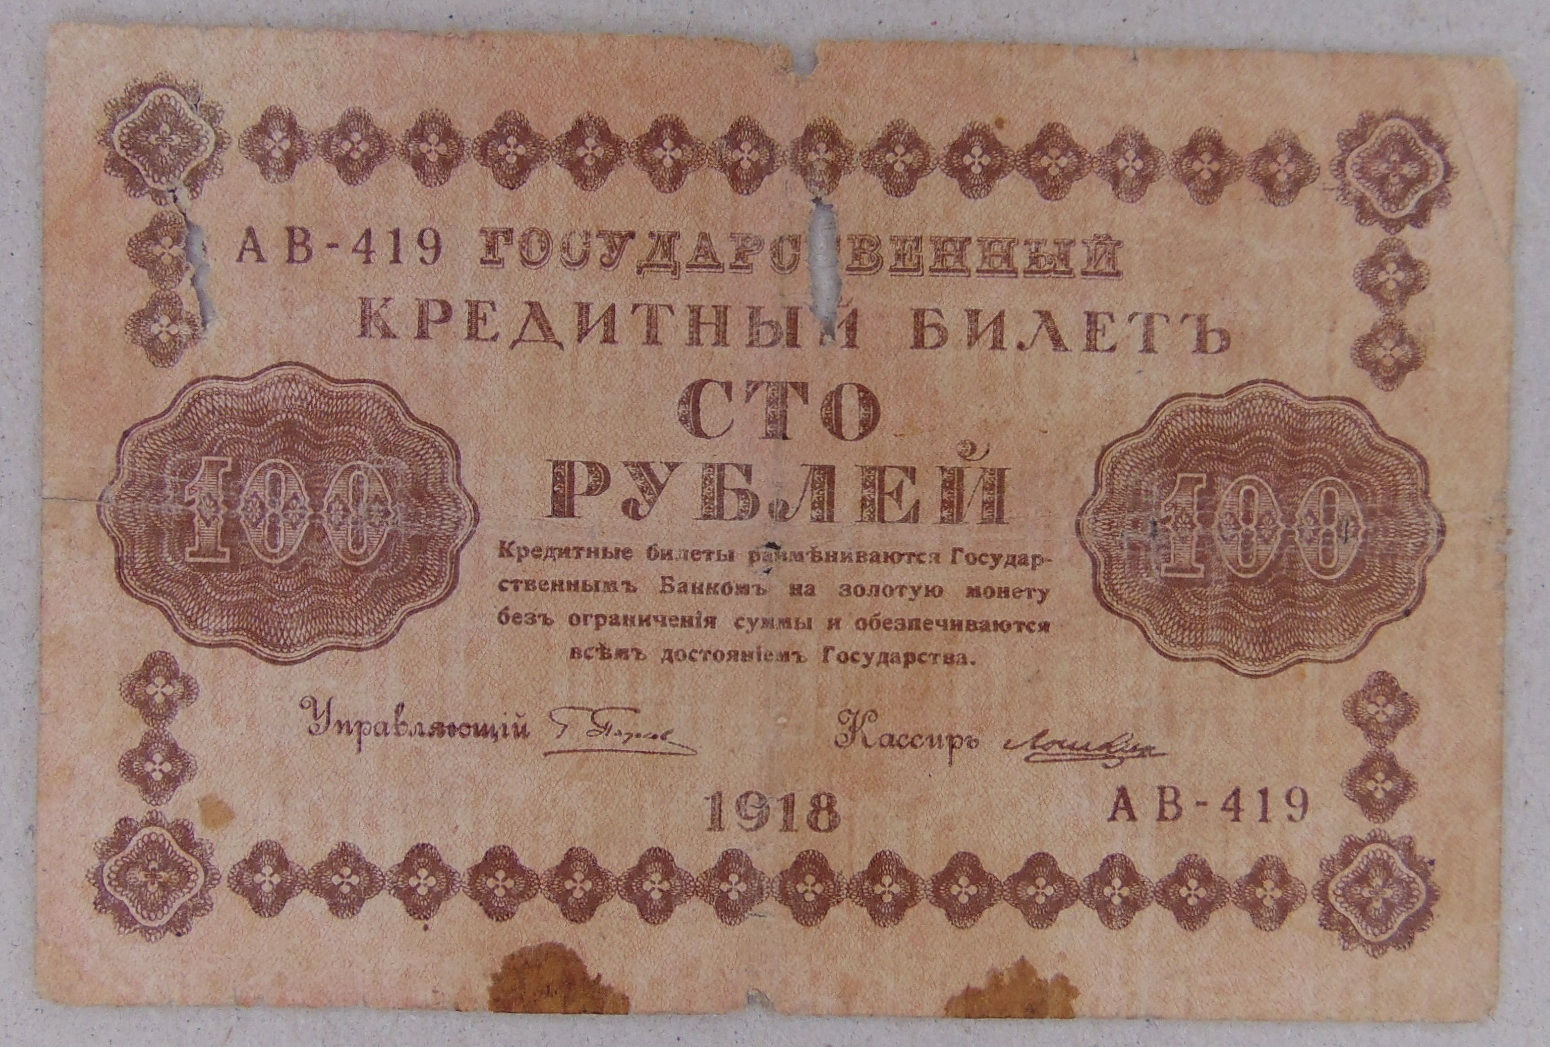 АВ-419 ГОСУДАРСТВЕННЫЙ
КРЕДИТНЫЙ БИЛЕТЪ
СТО
РУБЛЕЙ
100
100
Кредитные билеты размѣниваются Государ-
ственнымъ Банкомъ на золотую монету
безъ ограниченія суммы и обезпечиваются
всѣмъ достояніемъ Государства.
Управляющій
Кассиръ
1918
АВ-419